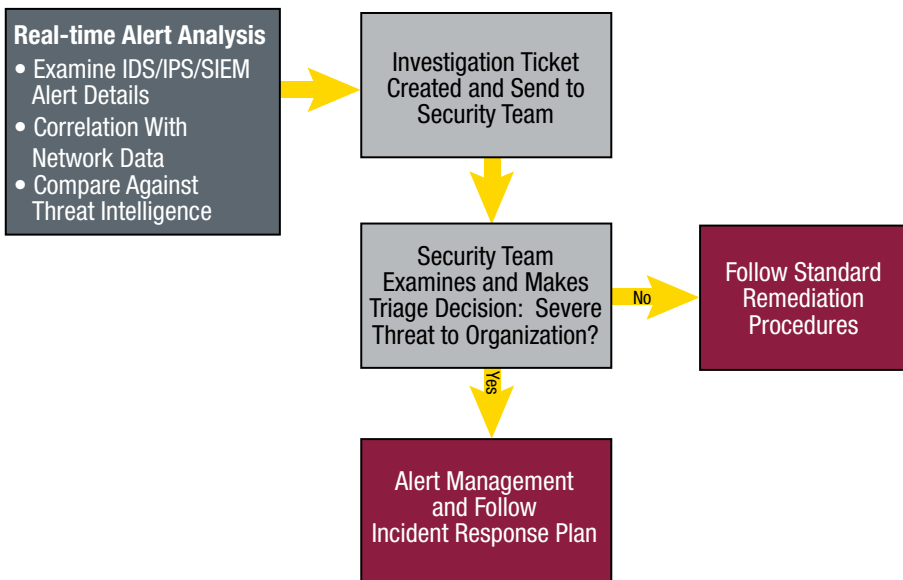 Real-time Alert Analysis
• Examine IDS/IPS/SIEM
Alert Details
• Correlation With
Network Data
• Compare Against
Threat Intelligence
Investigation Ticket
Created and Send to
Security Team
Security Team
Examines and Makes
Triage Decision: Severe
Threat to Organization?
No
Follow Standard
Remediation
Procedures
Yes
Alert Management
and Follow
Incident Response Plan